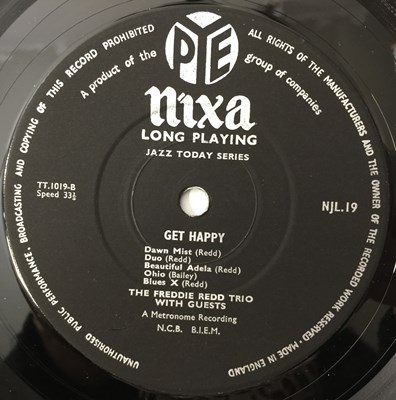 UNAUTHORISED PUBLIC PERFORMANCE, BROADCASTING AND COPYING OF THIS RECORD PROHIBITED
ALL RIGHTS OF THE MANUFACTURERS AND THE OWNER OF THE RECORDED WORK RESERVED · MADE IN ENGLAND
A product of the
PYE
group of companies
Nixa
LONG PLAYING
JAZZ TODAY SERIES
TT.1019-B
Speed 33⅓
NJL.19
GET HAPPY
Dawn Mist (Redd)
Duo (Redd)
Beautiful Adela (Redd)
Ohio (Bailey)
Blues X (Redd)
THE FREDDIE REDD TRIO
WITH GUESTS
A Metronome Recording
N.C.B. B.I.E.M.